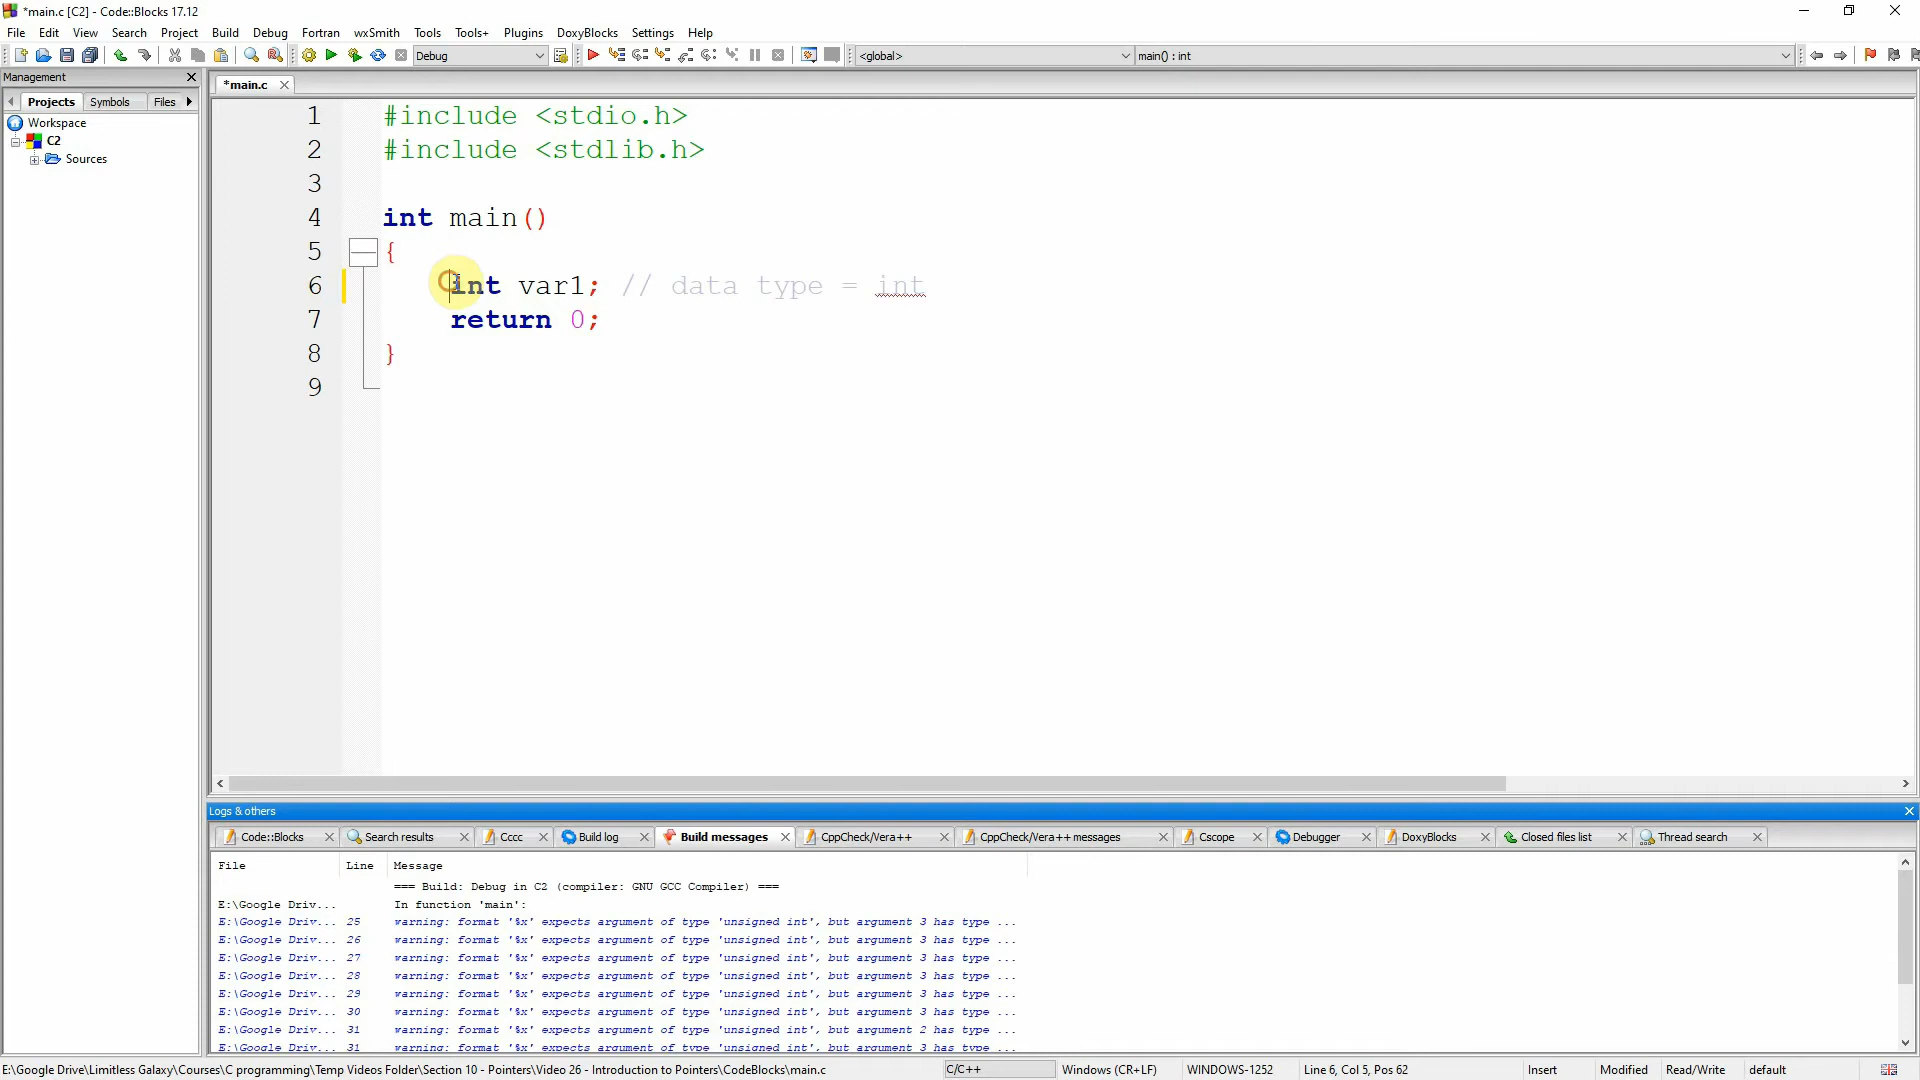 *main.c [C2] - Code::Blocks 17.12
File Edit View Search Project Build Debug Fortran wxSmith Tools Tools+ Plugins DoxyBlocks Settings Help
Debug <global> main() : int
Management
*main.c
Projects Symbols Files
Workspace
C2
Sources
1 #include <stdio.h>
2 #include <stdlib.h>
3
4 int main()
5 {
6 int var1; // data type = int
7 return 0;
8 }
9
Logs & others
Code::Blocks Search results Cccc Build log Build messages CppCheck/Vera++ CppCheck/Vera++ messages Cscope Debugger DoxyBlocks Closed files list Thread search
File Line Message
=== Build: Debug in C2 (compiler: GNU GCC Compiler) ===
E:\Google Driv... In function 'main':
E:\Google Driv... 25 warning: format '%x' expects argument of type 'unsigned int', but argument 3 has type ...
E:\Google Driv... 26 warning: format '%x' expects argument of type 'unsigned int', but argument 3 has type ...
E:\Google Driv... 27 warning: format '%x' expects argument of type 'unsigned int', but argument 3 has type ...
E:\Google Driv... 28 warning: format '%x' expects argument of type 'unsigned int', but argument 3 has type ...
E:\Google Driv... 29 warning: format '%x' expects argument of type 'unsigned int', but argument 3 has type ...
E:\Google Driv... 30 warning: format '%x' expects argument of type 'unsigned int', but argument 3 has type ...
E:\Google Driv... 31 warning: format '%x' expects argument of type 'unsigned int', but argument 2 has type ...
E:\Google Driv... 31 warning: format '%x' expects argument of type 'unsigned int', but argument 3 has type ...
E:\Google Drive\Limitless Galaxy\Courses\C programming\Temp Videos Folder\Section 10 - Pointers\Video 26 - Introduction to Pointers\CodeBlocks\main.c C/C++ Windows (CR+LF) WINDOWS-1252 Line 6, Col 5, Pos 62 Insert Modified Read/Write default